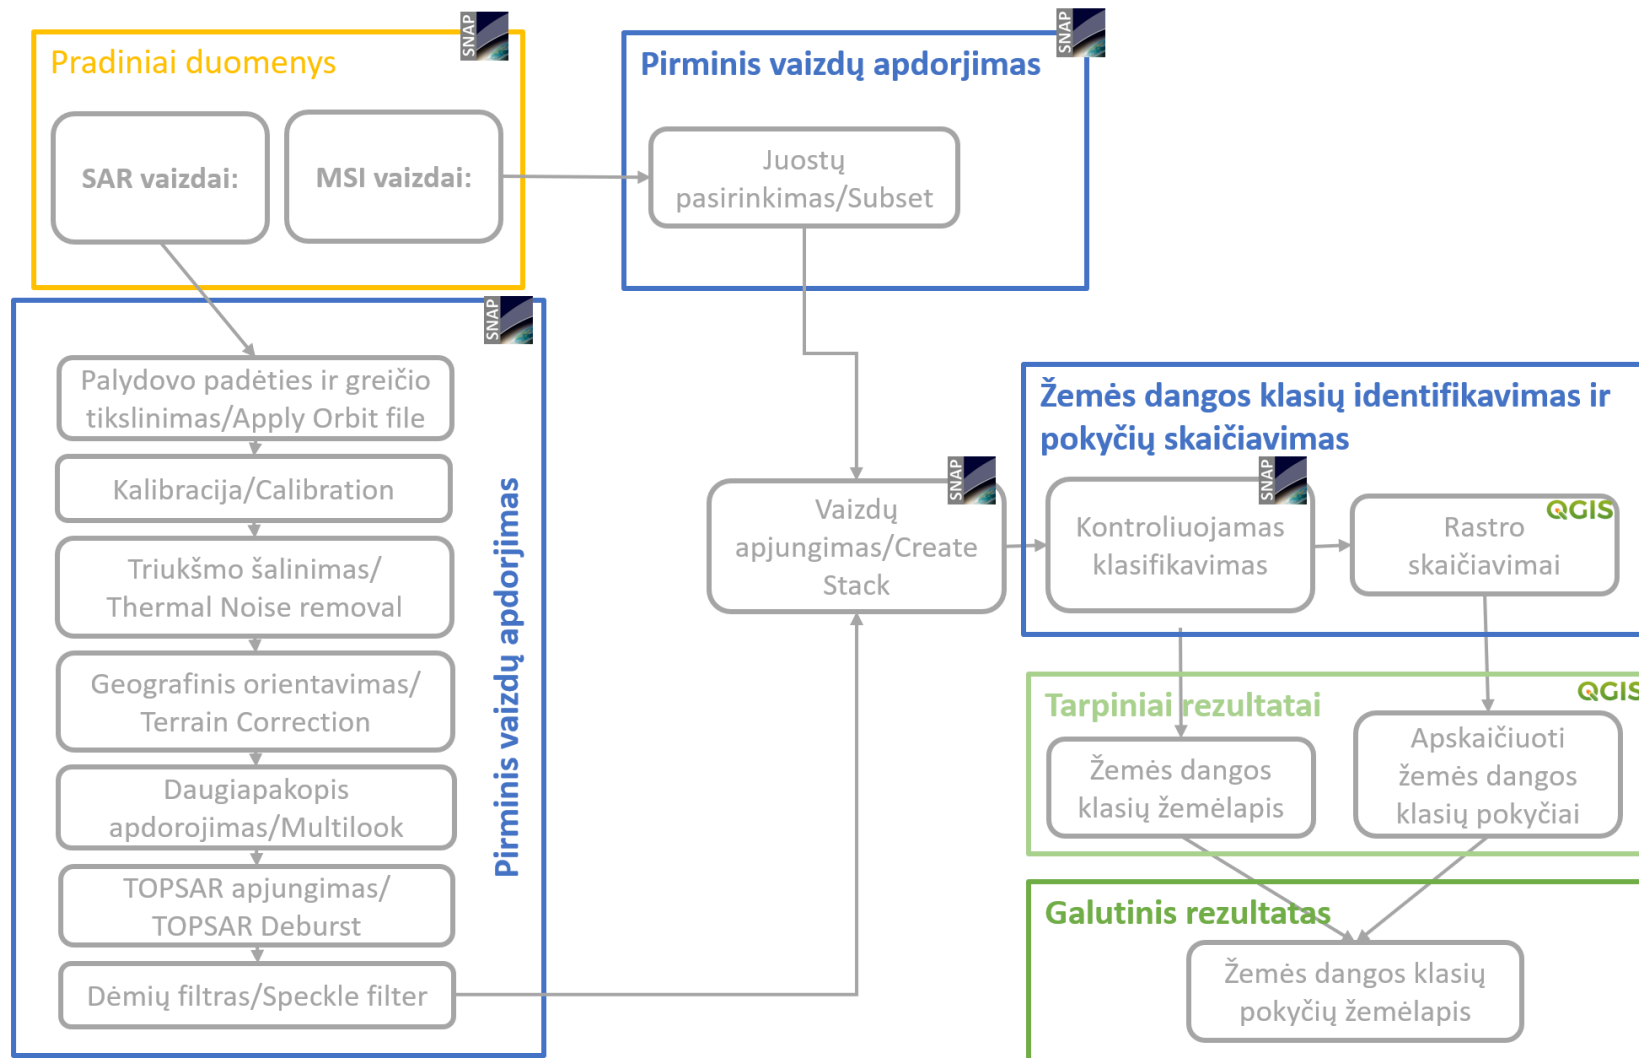 SNAP
Pradiniai duomenys
SAR vaizdai:
MSI vaizdai:
SNAP
Pirminis vaizdų apdorjimas
Juostų
pasirinkimas/Subset
SNAP
Pirminis vaizdų apdorjimas
Palydovo padėties ir greičio
tikslinimas/Apply Orbit file
Kalibracija/Calibration
Triukšmo šalinimas/
Thermal Noise removal
Geografinis orientavimas/
Terrain Correction
Daugiapakopis
apdorojimas/Multilook
TOPSAR apjungimas/
TOPSAR Deburst
Dėmių filtras/Speckle filter
SNAP
Vaizdų
apjungimas/Create
Stack
Žemės dangos klasių identifikavimas ir
pokyčių skaičiavimas
SNAP
Kontroliuojamas
klasifikavimas
QGIS
Rastro
skaičiavimai
QGIS
Tarpiniai rezultatai
Žemės dangos
klasių žemėlapis
Apskaičiuoti
žemės dangos
klasių pokyčiai
Galutinis rezultatas
Žemės dangos klasių
pokyčių žemėlapis